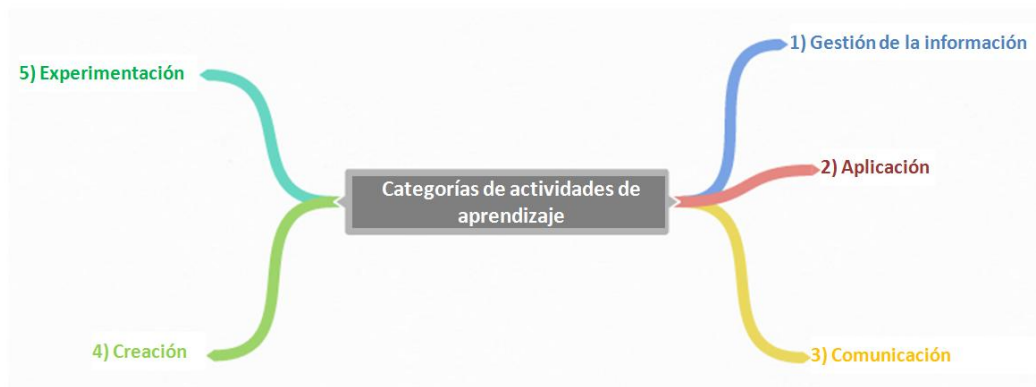 Categorías de actividades de
aprendizaje
1) Gestión de la información
2) Aplicación
3) Comunicación
4) Creación
5) Experimentación